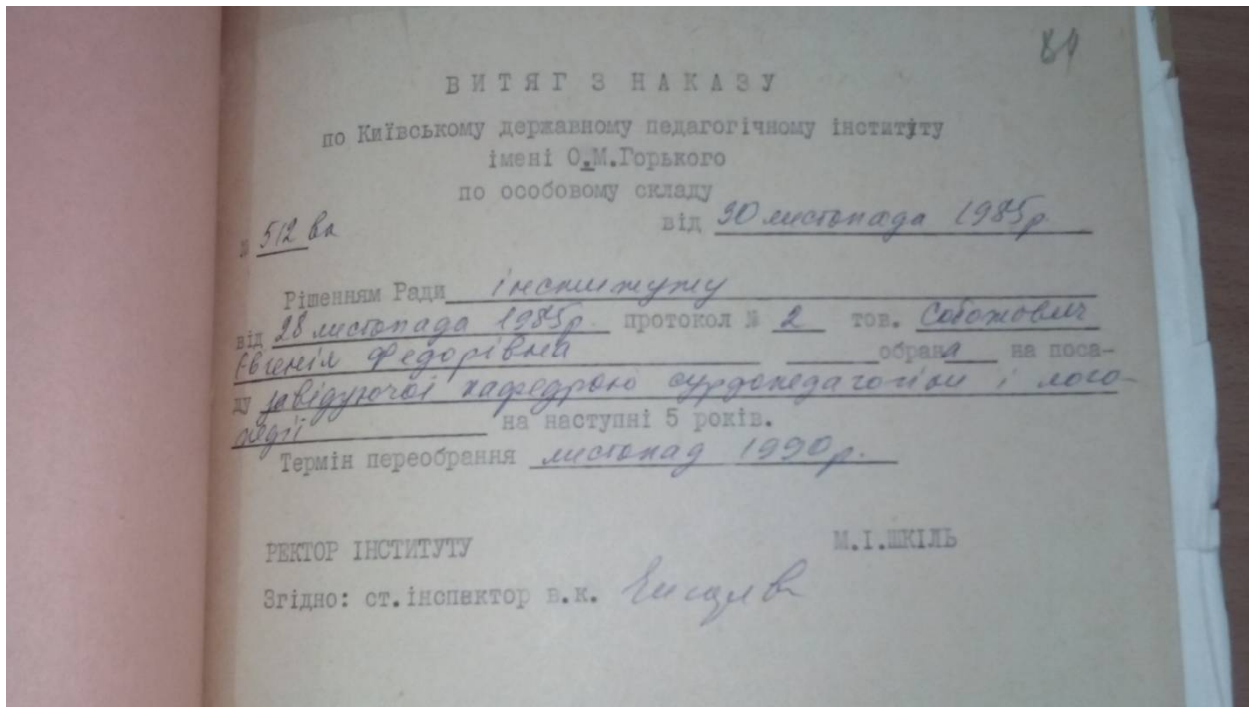 81
ВИТЯГ З НАКАЗУ
по Київському державному педагогічному інституту
імені О.М.Горького
по особовому складу
№ 512 вк від 30 листопада 1985р.
Рішенням Ради інституту
від 28 листопада 1985р. протокол № 2 тов. Соботович
Євгенія Федорівна обрана на поса-
ду завідуючої кафедрою сурдопедагогіки і лого-
педії на наступні 5 років.
Термін переобрання листопад 1990р.
РЕКТОР ІНСТИТУТУ М.І.ШКІЛЬ
Згідно: ст.інспектор в.к.